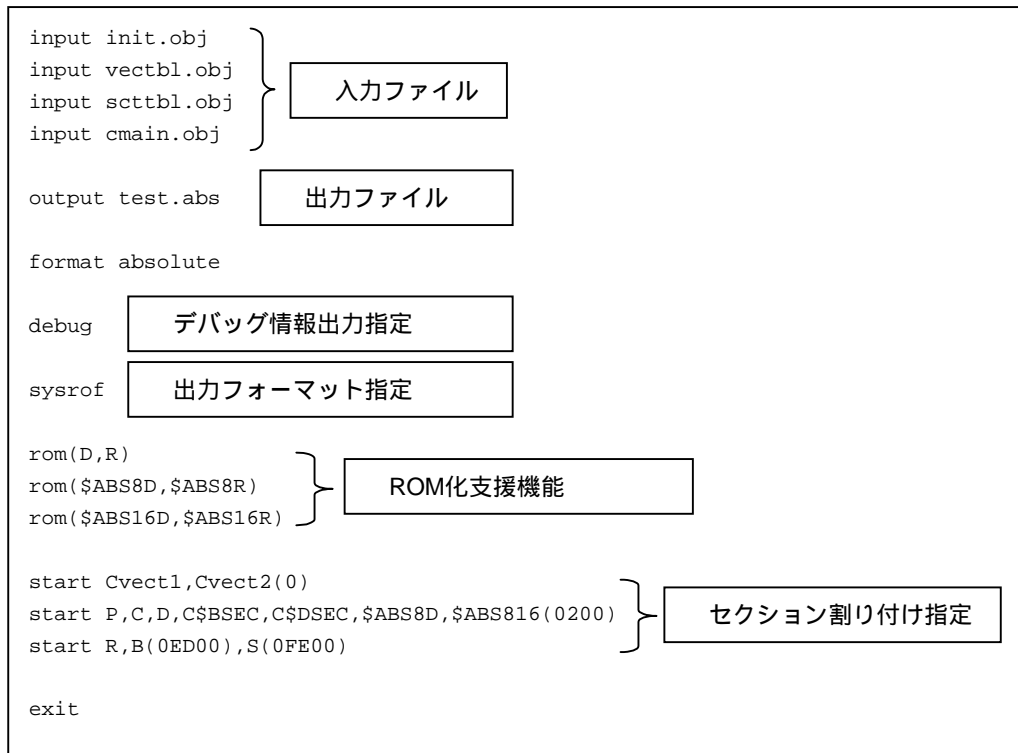 input init.obj
input vectbl.obj
input scttbl.obj
input cmain.obj
入力ファイル
output test.abs
出力ファイル
format absolute
debug
デバッグ情報出力指定
sysrof
出力フォーマット指定
rom(D,R)
rom($ABS8D,$ABS8R)
rom($ABS16D,$ABS16R)
ROM化支援機能
start Cvect1,Cvect2(0)
start P,C,D,C$BSEC,C$DSEC,$ABS8D,$ABS816(0200)
start R,B(0ED00),S(0FE00)
セクション割り付け指定
exit